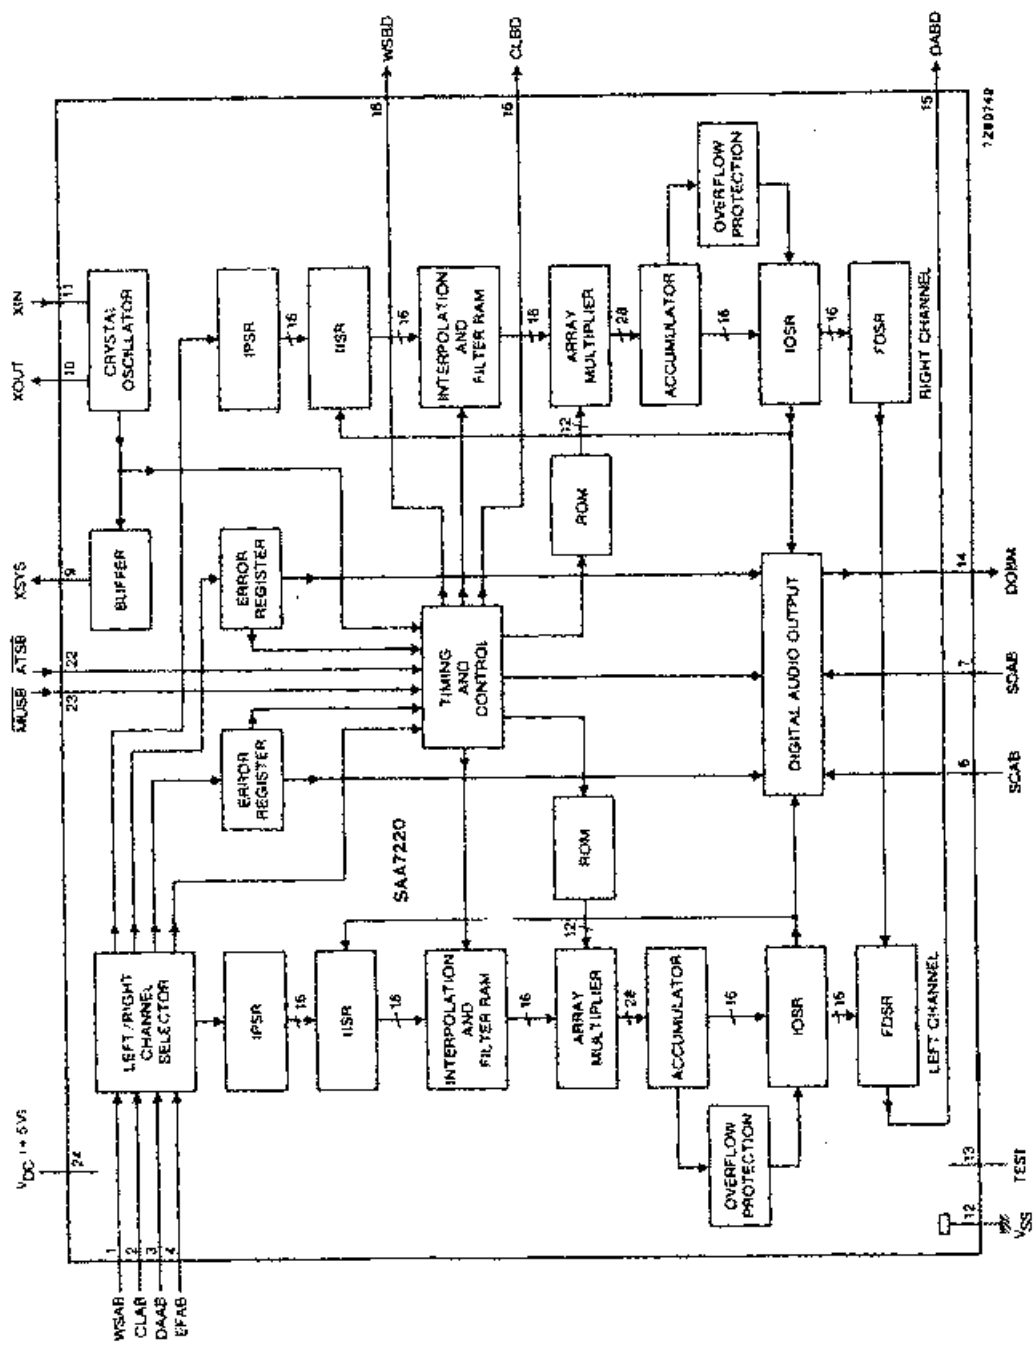 WSAB
CLAB
DAAB
EFAB
1
2
3
4
24
MUSB
23
ATSB
22
XSYS
9
XOUT
10
XIN
11
LEFT/RIGHT
CHANNEL
SELECTOR
BUFFER
CRYSTAL
OSCILLATOR
ERROR
REGISTER
ERROR
REGISTER
IPSR
16
IISR
16
IPSR
16
IISR
16
SAA7220
TIMING
AND
CONTROL
INTERPOLATION
AND
FILTER RAM
16
INTERPOLATION
AND
FILTER RAM
16
18
WSBD
16
CLBD
ROM
12
ROM
12
ARRAY
MULTIPLIER
28
ARRAY
MULTIPLIER
28
ACCUMULATOR
16
ACCUMULATOR
16
OVERFLOW
PROTECTION
OVERFLOW
PROTECTION
IOSR
16
DIGITAL AUDIO OUTPUT
IOSR
16
FDSR
FDSR
LEFT CHANNEL
RIGHT CHANNEL
15
DABD
12
VSS
13
TEST
6
SCAB
7
SDAB
14
DOBM